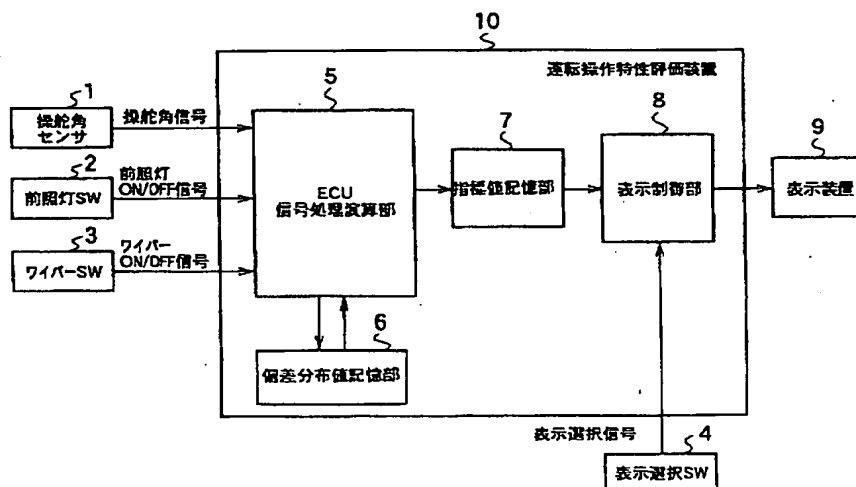 10
運転操作特性評価装置
1
操舵角
センサ
操舵角信号
2
前照灯SW
前照灯
ON/OFF信号
3
ワイパーSW
ワイパー
ON/OFF信号
5
ECU
信号処理演算部
6
偏差分布値記憶部
7
指標値記憶部
8
表示制御部
9
表示装置
表示選択信号
4
表示選択SW